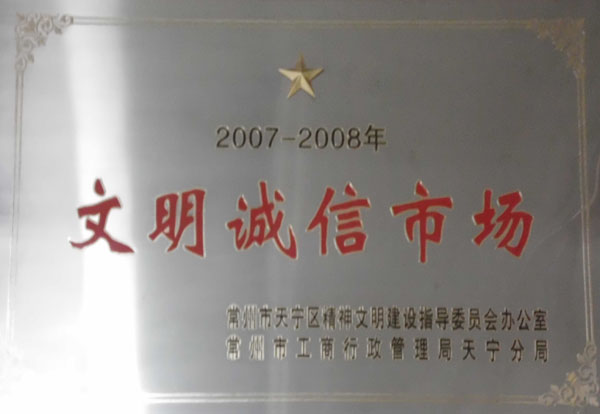 2007-2008年
文明诚信市场
常州市天宁区精神文明建设指导委员会办公室
常州市工商行政管理局天宁分局